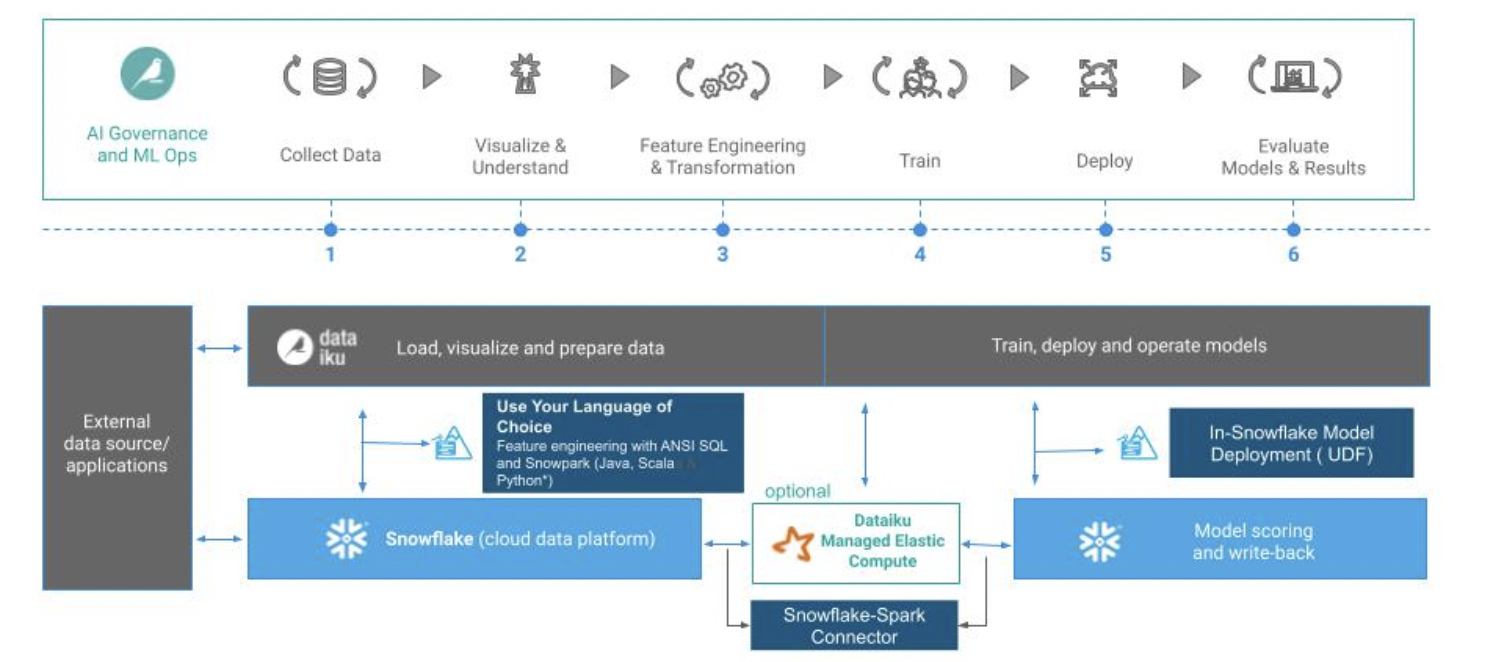 AI Governance
and ML Ops
Collect Data
Visualize &
Understand
Feature Engineering
& Transformation
Train
Deploy
Evaluate
Models & Results
1
2
3
4
5
6
External
data source/
applications
data
iku
Load, visualize and prepare data
Train, deploy and operate models
Use Your Language of
Choice
Feature engineering with ANSI SQL
and Snowpark (Java, Scala &
Python*)
In-Snowflake Model
Deployment ( UDF)
Snowflake (cloud data platform)
optional
Dataiku
Managed Elastic
Compute
Model scoring
and write-back
Snowflake-Spark
Connector